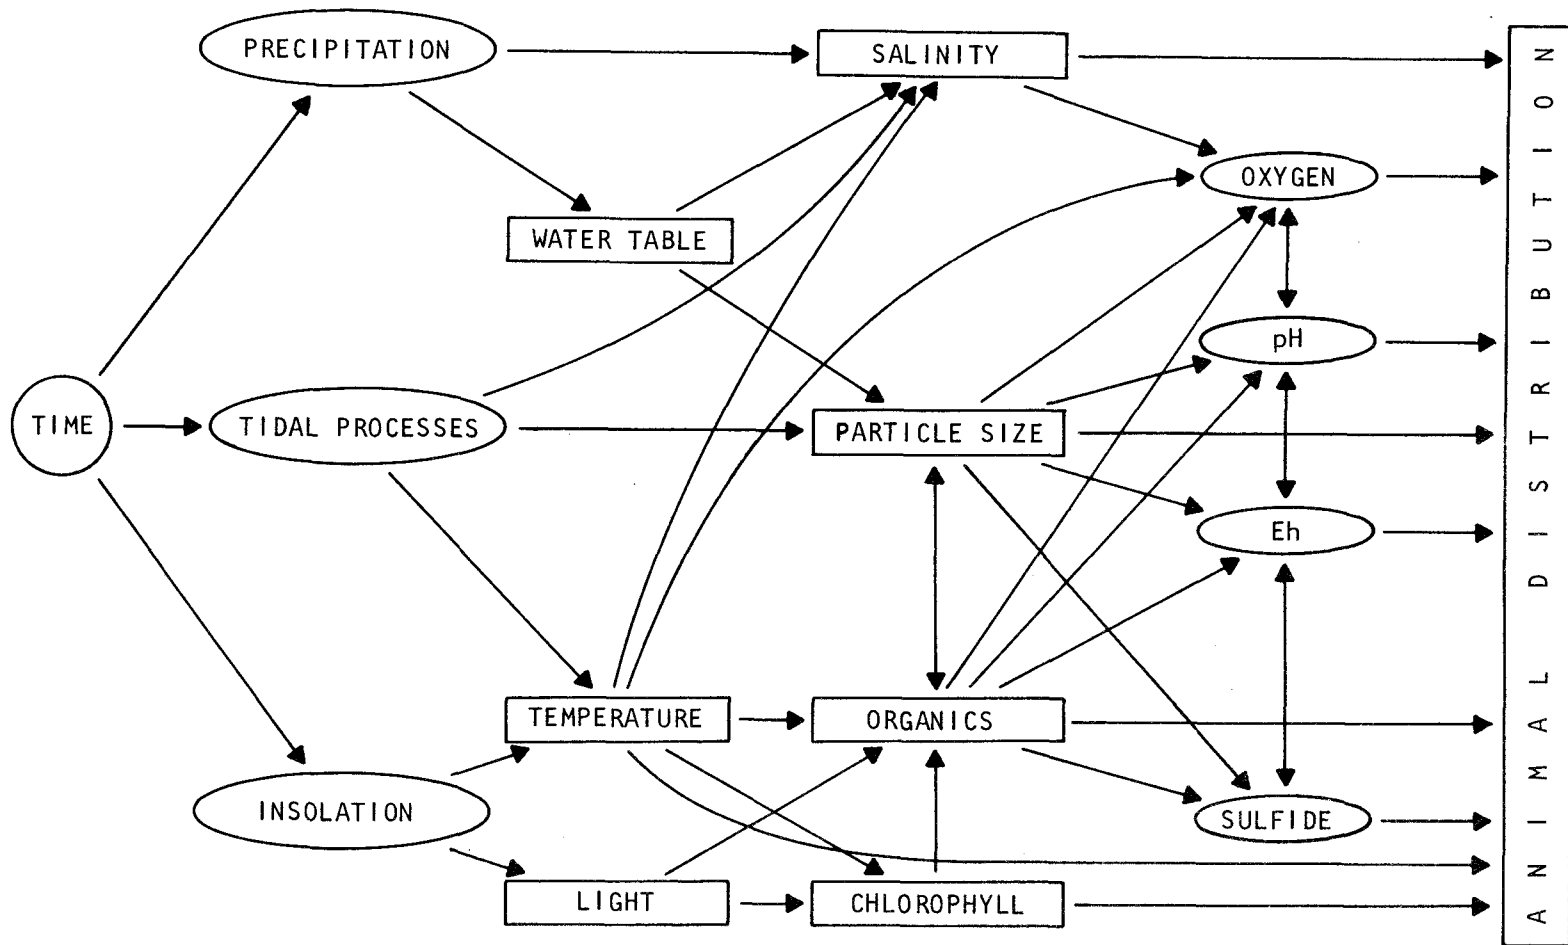 PRECIPITATION
SALINITY
OXYGEN
WATER TABLE
pH
TIME
TIDAL PROCESSES
PARTICLE SIZE
Eh
TEMPERATURE
ORGANICS
INSOLATION
SULFIDE
LIGHT
CHLOROPHYLL
ANIMAL DISTRIBUTION